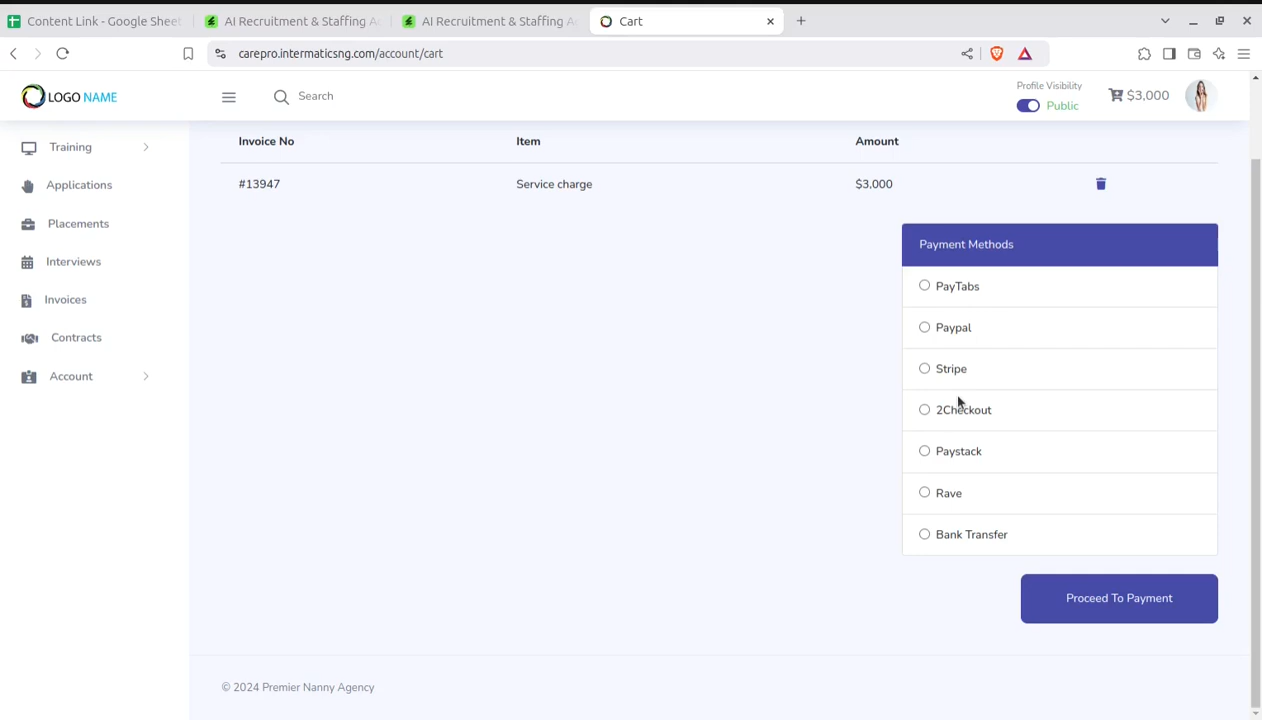 Content Link - Google Sheet
AI Recruitment & Staffing Ag
AI Recruitment & Staffing Ag
Cart
carepro.intermaticsng.com/account/cart
LOGO NAME
Search
Profile Visibility
Public
$3,000
Training
Applications
Placements
Interviews
Invoices
Contracts
Account
Invoice No Item Amount
#13947 Service charge $3,000
Payment Methods
PayTabs
Paypal
Stripe
2Checkout
Paystack
Rave
Bank Transfer
Proceed To Payment
© 2024 Premier Nanny Agency